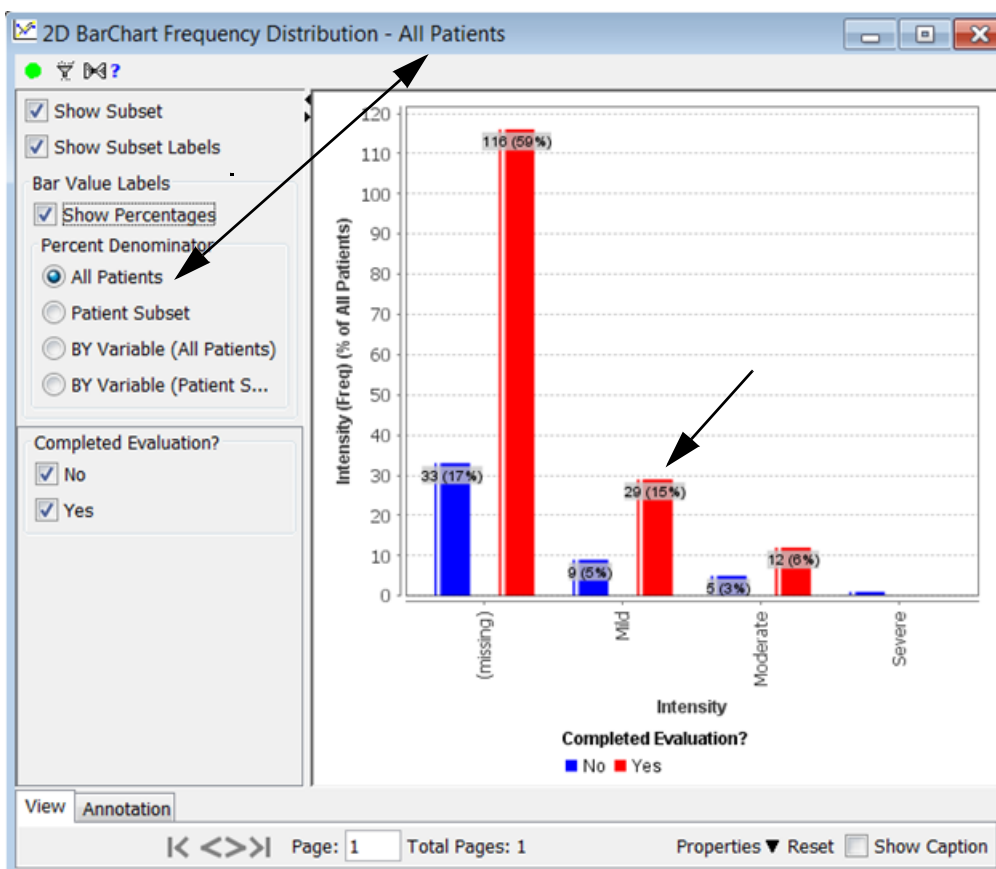 2D BarChart Frequency Distribution - All Patients
?
Show Subset
Show Subset Labels
Bar Value Labels
Show Percentages
Percent Denominator
All Patients
Patient Subset
BY Variable (All Patients)
BY Variable (Patient S...
Completed Evaluation?
No
Yes
Intensity (Freq) (% of All Patients)
120
110
100
90
80
70
60
50
40
30
20
10
0
116 (59%)
33 (17%)
29 (15%)
9 (5%)
12 (6%)
5 (3%)
(missing)
Mild
Moderate
Severe
Intensity
Completed Evaluation?
No Yes
View Annotation
Page: 1 Total Pages: 1 Properties ▼ Reset Show Caption